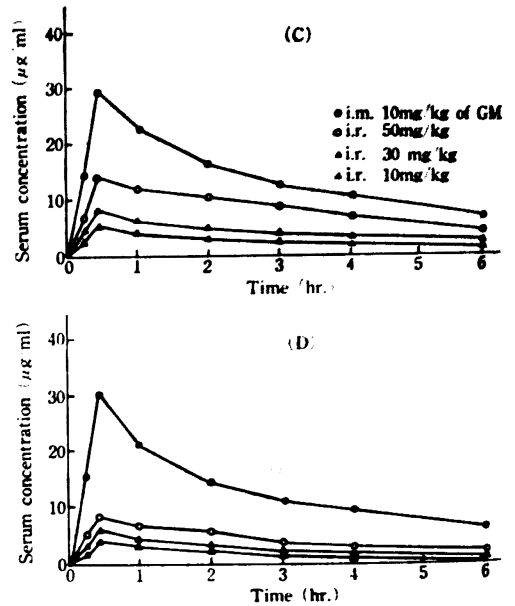 (C)
Serum concentration (μg/ml)
40
30
20
10
0
i.m. 10mg/kg of GM
i.r. 50mg/kg
i.r. 30 mg/kg
i.r. 10mg/kg
0 1 2 3 4 5 6
Time (hr.)
(D)
Serum concentration (μg/ml)
40
30
20
10
0
0 1 2 3 4 5 6
Time (hr.)